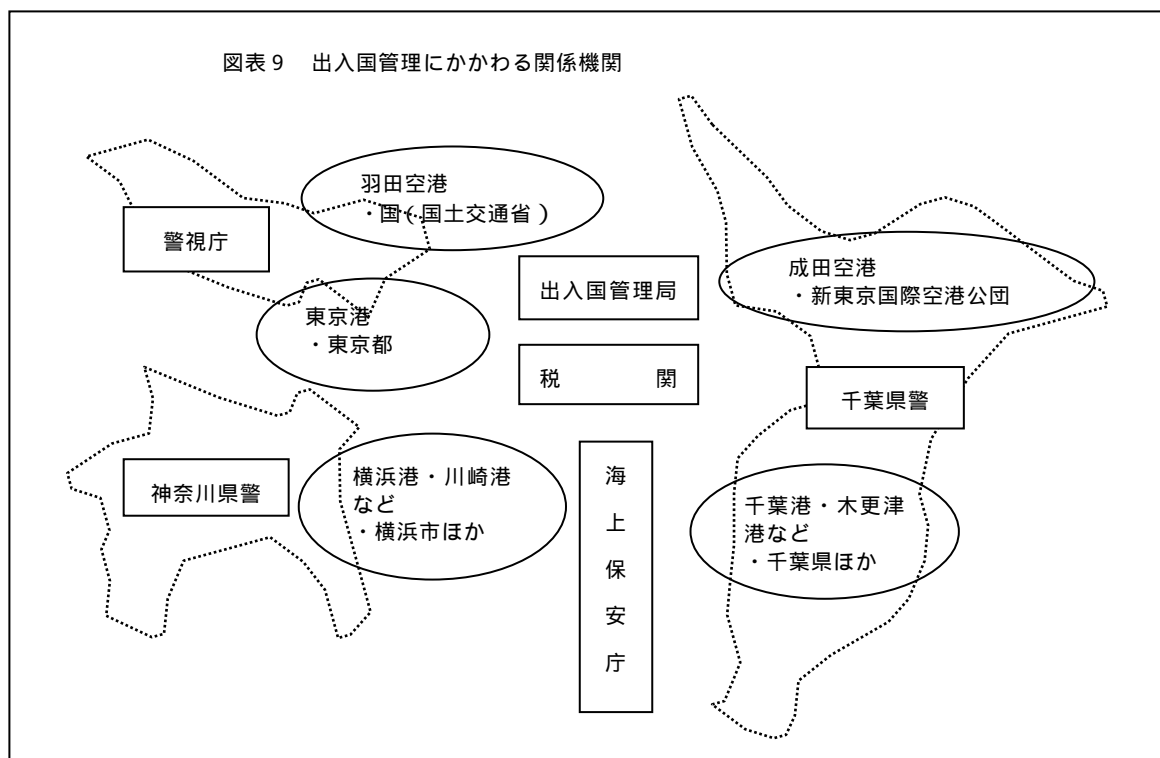 図表9　出入国管理にかかわる関係機関
羽田空港
・国(国土交通省)
警視庁
東京港
・東京都
出入国管理局
税　関
成田空港
・新東京国際空港公団
千葉県警
神奈川県警
横浜港・川崎港
など
・横浜市ほか
海上保安庁
千葉港・木更津
港など
・千葉県ほか